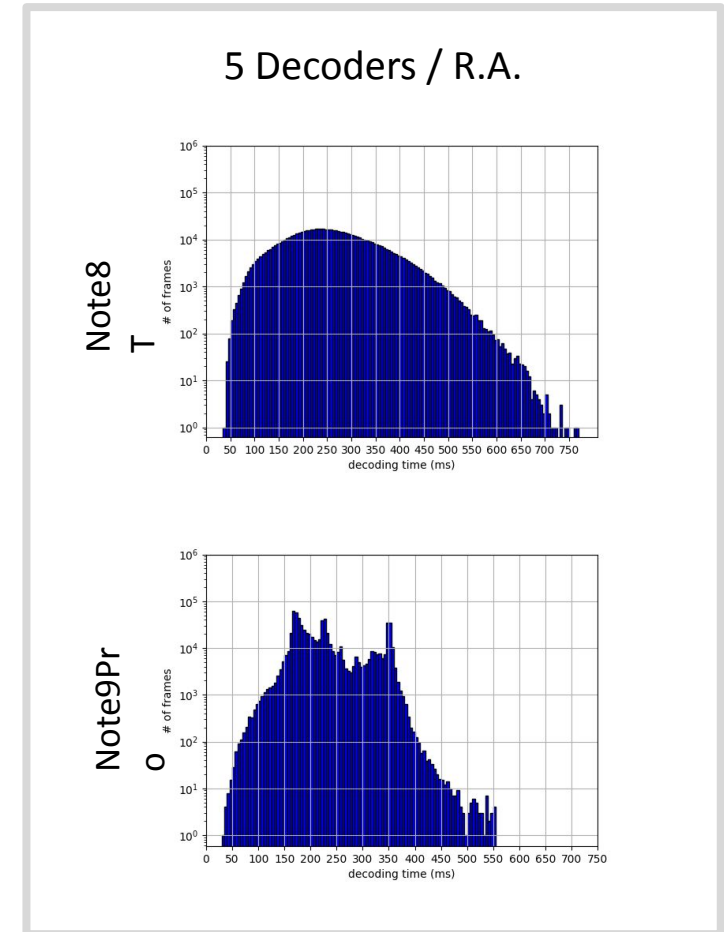 5 Decoders / R.A.
Note8
T
# of frames
10⁶
10⁵
10⁴
10³
10²
10¹
10⁰
0 50 100 150 200 250 300 350 400 450 500 550 600 650 700 750
decoding time (ms)
Note9Pr
o
# of frames
10⁶
10⁵
10⁴
10³
10²
10¹
10⁰
0 50 100 150 200 250 300 350 400 450 500 550 600 650 700 750
decoding time (ms)